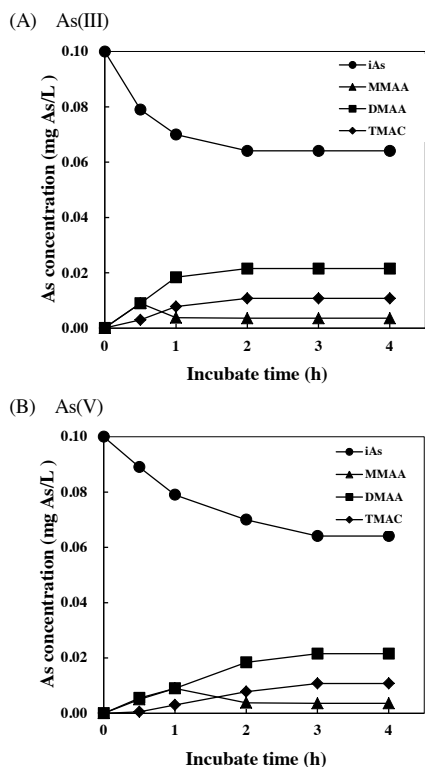 (A) As(III)
As concentration (mg As/L )
0.10
0.08
0.06
0.04
0.02
0.00
iAs
MMAA
DMAA
TMAC
0 1 2 3 4
Incubate time (h)
(B) As(V)
As concentration (mg As/L )
0.10
0.08
0.06
0.04
0.02
0.00
iAs
MMAA
DMAA
TMAC
0 1 2 3 4
Incubate time (h)